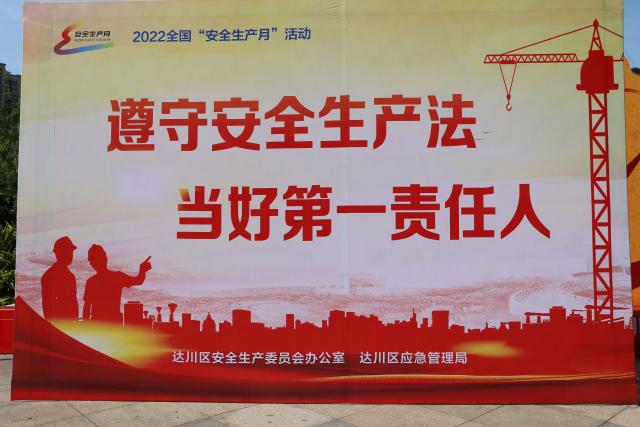 安全生产月
2022全国“安全生产月”活动
遵守安全生产法
当好第一责任人
达川区安全生产委员会办公室 达川区应急管理局